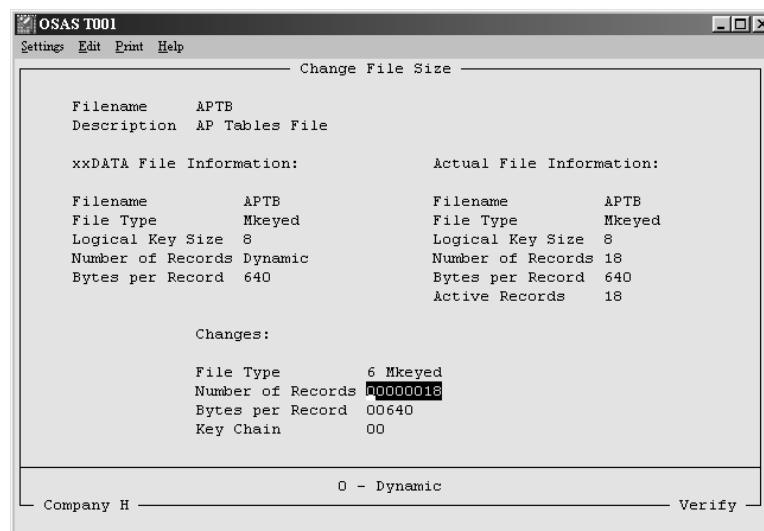 OSAS T001
Settings Edit Print Help
Change File Size
Filename APTB
Description AP Tables File
xxDATA File Information: Actual File Information:
Filename APTB Filename APTB
File Type Mkeyed File Type Mkeyed
Logical Key Size 8 Logical Key Size 8
Number of Records Dynamic Number of Records 18
Bytes per Record 640 Bytes per Record 640
Active Records 18
Changes:
File Type 6 Mkeyed
Number of Records 00000018
Bytes per Record 00640
Key Chain 00
0 - Dynamic
Company H Verify